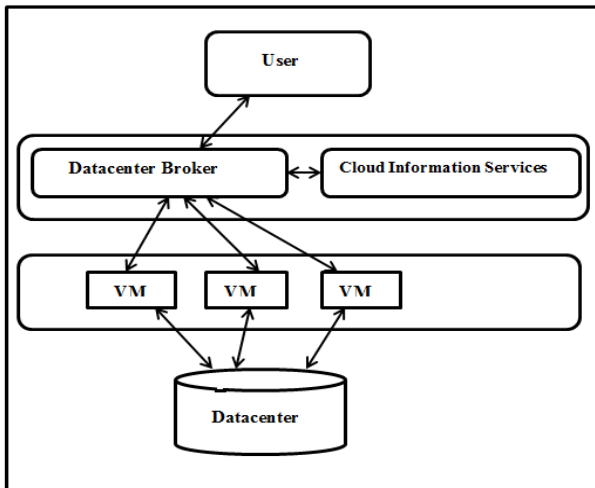 User
Datacenter Broker
Cloud Information Services
VM
VM
VM
Datacenter